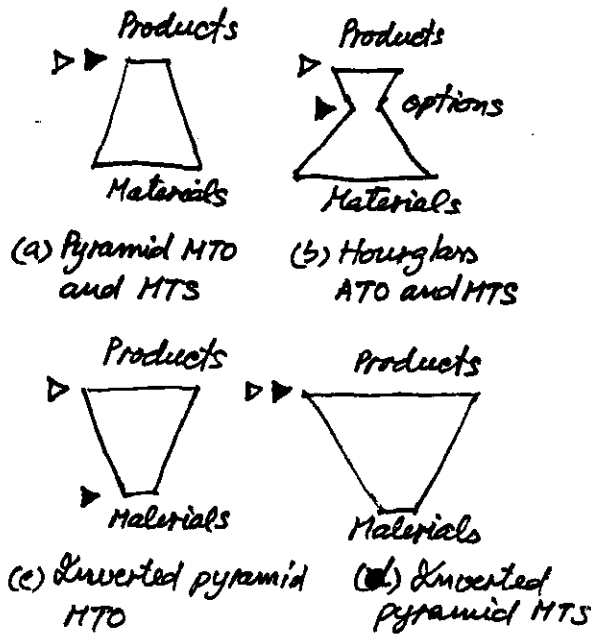 Products
Products
options
Materials
Materials
(a) Pyramid MTO
and MTS
(b) Hourglass
ATO and MTS
Products
Products
Materials
Materials
(c) Inverted pyramid
MTO
(d) Inverted
pyramid MTS